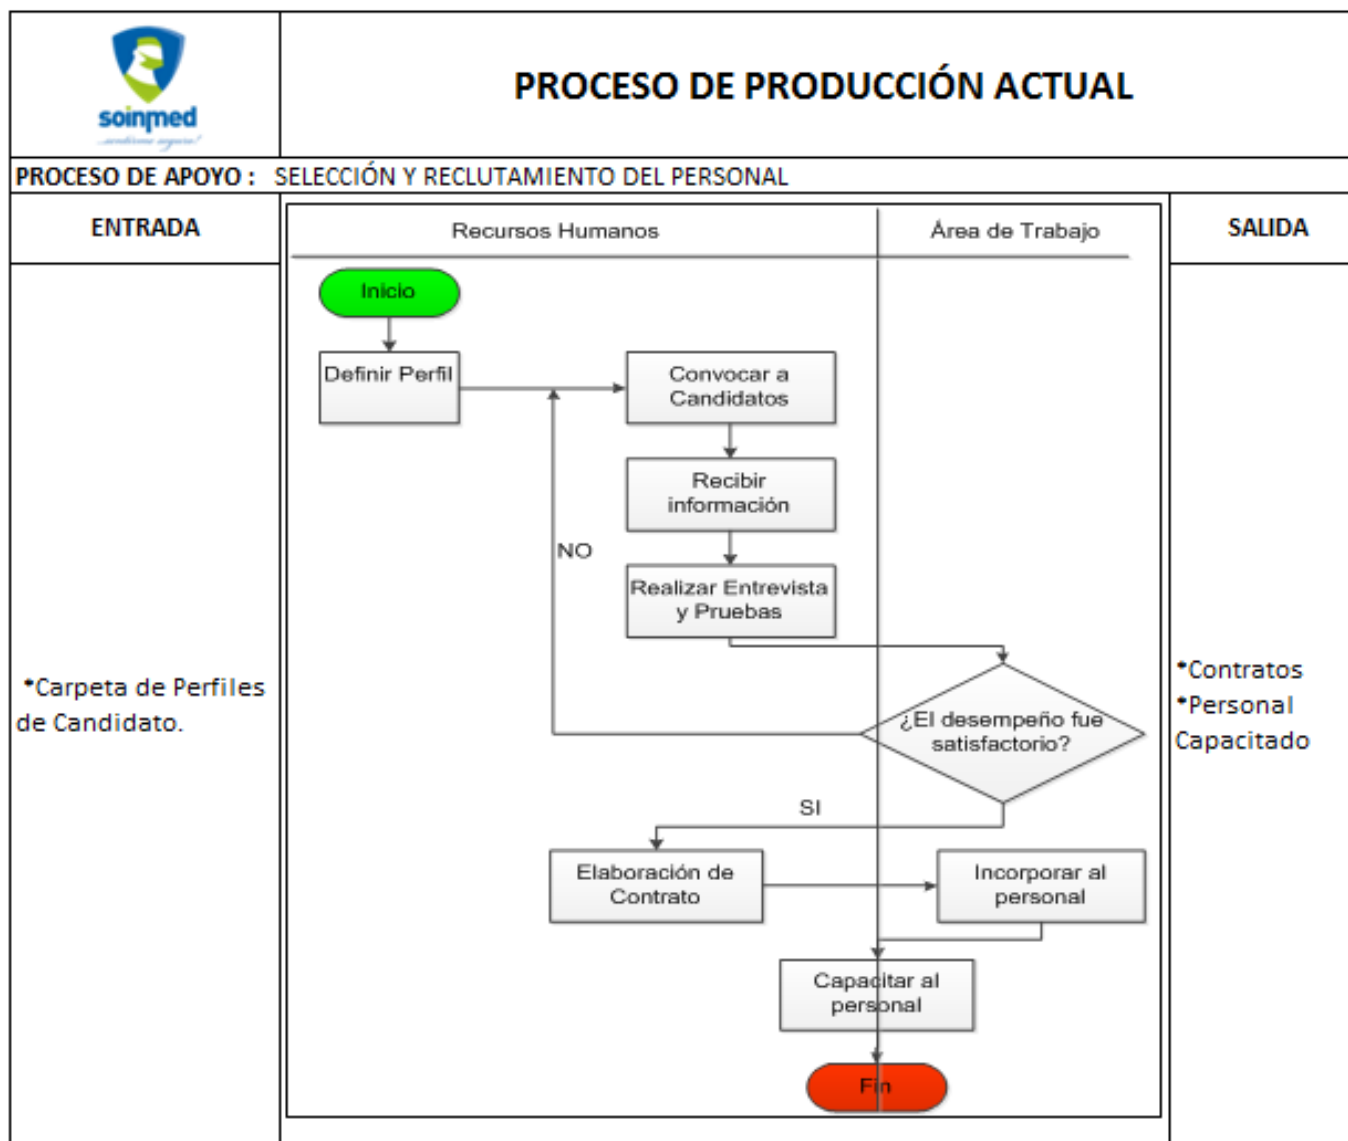 soinmed
PROCESO DE PRODUCCIÓN ACTUAL
PROCESO DE APOYO : SELECCIÓN Y RECLUTAMIENTO DEL PERSONAL
ENTRADA
Recursos Humanos
Área de Trabajo
SALIDA
Inicio
Definir Perfil
Convocar a
Candidatos
Recibir
información
NO
Realizar Entrevista
y Pruebas
*Carpeta de Perfiles
de Candidato.
¿El desempeño fue
satisfactorio?
*Contratos
*Personal
Capacitado
SI
Elaboración de
Contrato
Incorporar al
personal
Capacitar al
personal
Fin